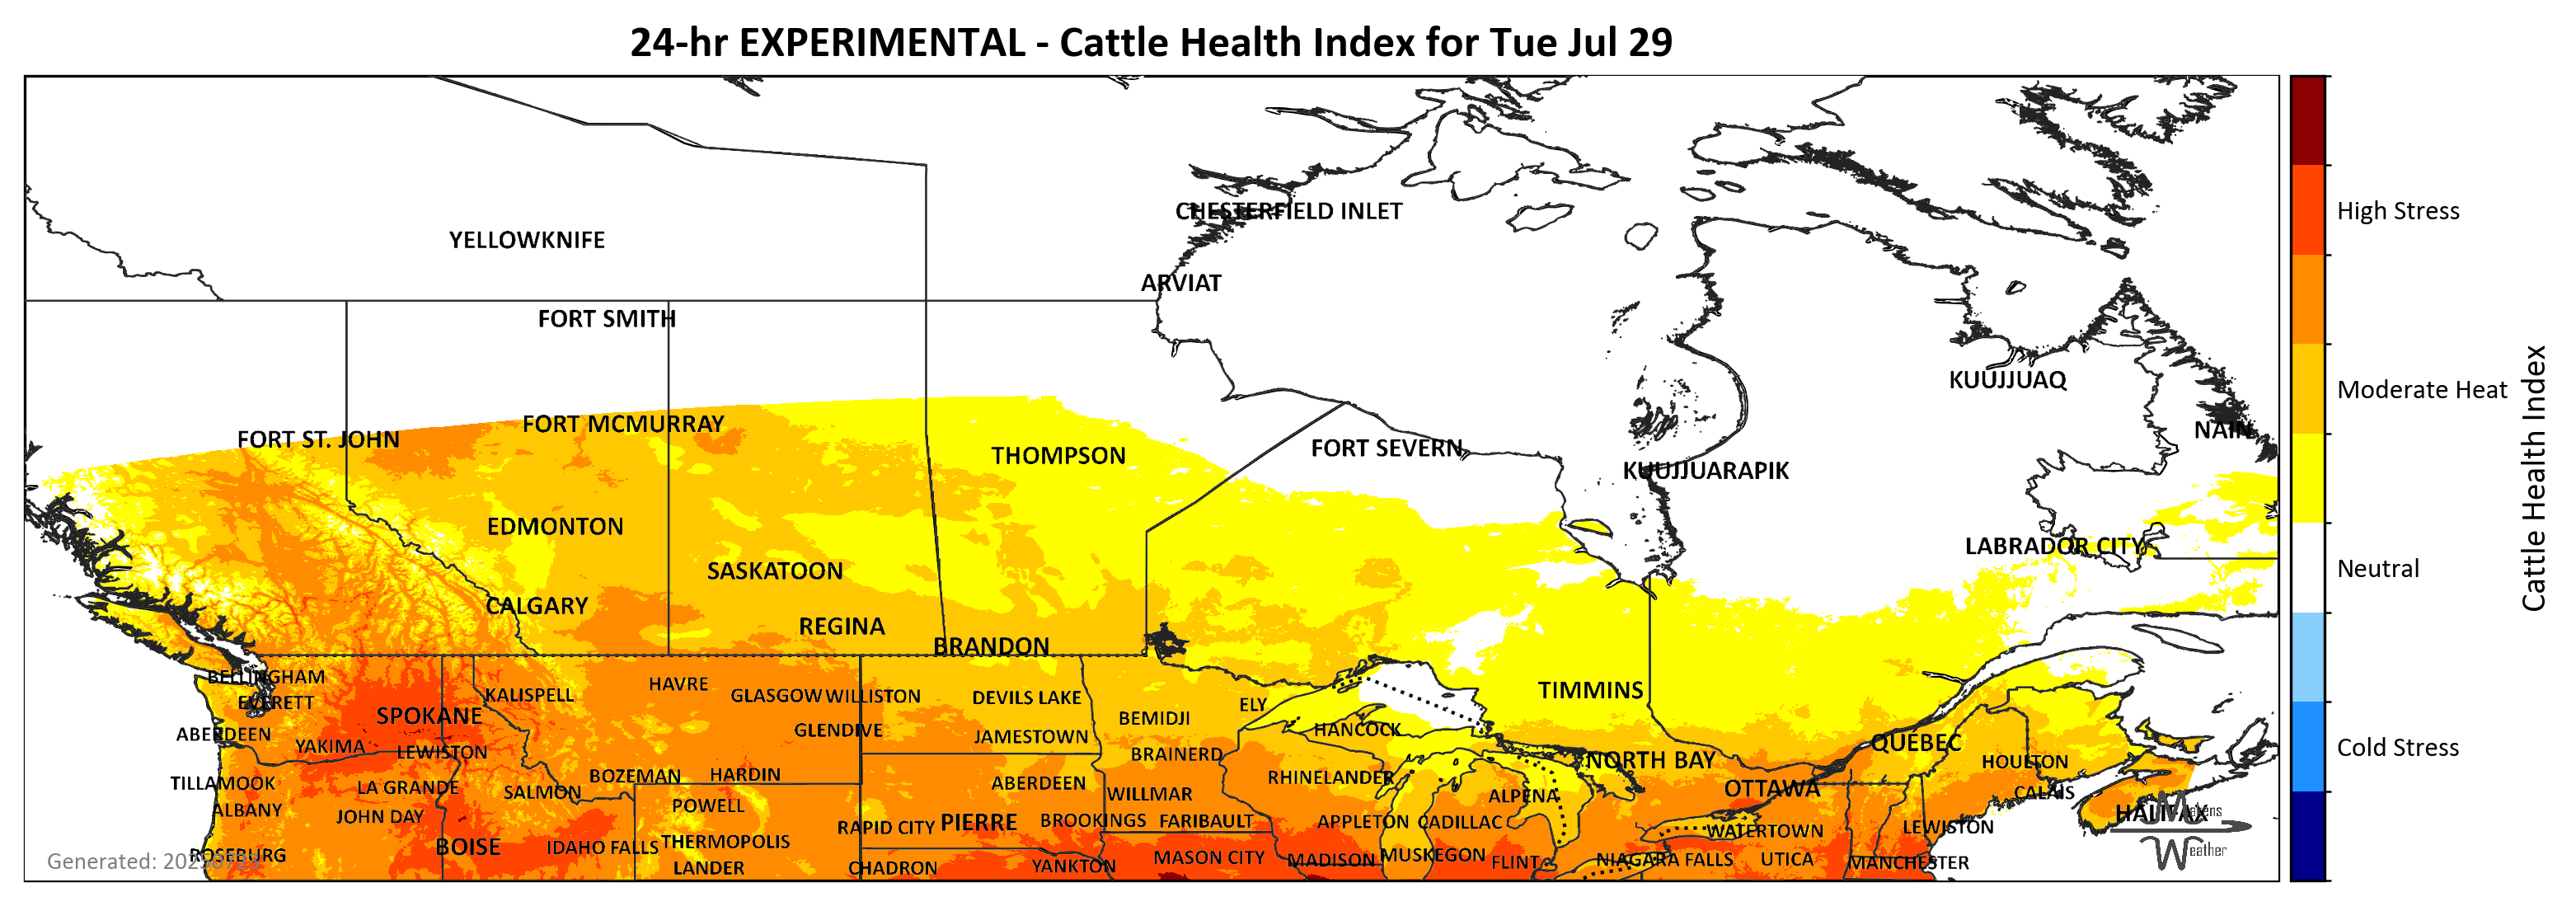 24-hr EXPERIMENTAL - Cattle Health Index for Tue Jul 29
CHESTERFIELD INLET
High Stress
YELLOWKNIFE
ARVIAT
FORT SMITH
KUUJJUAQ
Moderate Heat
FORT MCMURRAY
NAIN
FORT ST. JOHN
FORT SEVERN
THOMPSON
KUUJJUARAPIK
Cattle Health Index
EDMONTON
LABRADOR CITY
SASKATOON
Neutral
CALGARY
REGINA
BRANDON
BELLINGHAM
HAVRE
KALISPELL
GLASGOW
WILLISTON
DEVILS LAKE
TIMMINS
EVERETT
ELY
SPOKANE
BEMIDJI
ABERDEEN
GLENDIVE
JAMESTOWN
HANCOCK
QUEBEC
YAKIMA
LEWISTON
BRAINERD
Cold Stress
NORTH BAY
HOULTON
BOZEMAN
HARDIN
RHINELANDER
TILLAMOOK
LA GRANDE
SALMON
ABERDEEN
WILLMAR
ALPENA
OTTAWA
CALAIS
ALBANY
JOHN DAY
POWELL
HALIFAX
Makens
RAPID CITY
PIERRE
BROOKINGS
FARIBAULT
APPLETON
CADILLAC
WATERTOWN
LEWISTON
BOISE
IDAHO FALLS
THERMOPOLIS
Weather
ROSEBURG
MASON CITY
MADISON
MUSKEGON
FLINT
NIAGARA FALLS
UTICA
MANCHESTER
Generated:
LANDER
CHADRON
YANKTON